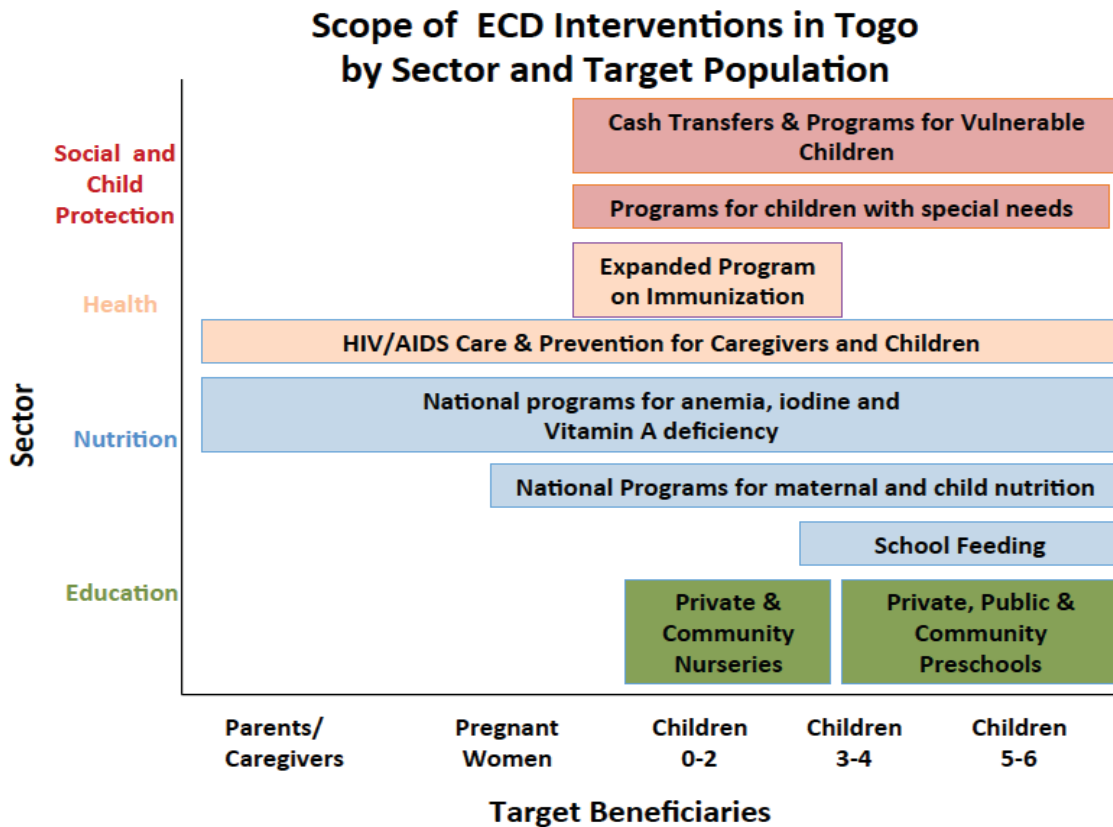 Scope of ECD Interventions in Togo
by Sector and Target Population
Social and
Child
Protection
Cash Transfers & Programs for Vulnerable
Children
Programs for children with special needs
Health
Expanded Program
on Immunization
HIV/AIDS Care & Prevention for Caregivers and Children
Sector
Nutrition
National programs for anemia, iodine and
Vitamin A deficiency
National Programs for maternal and child nutrition
School Feeding
Education
Private &
Community
Nurseries
Private, Public &
Community
Preschools
Parents/
Caregivers
Pregnant
Women
Children
0-2
Children
3-4
Children
5-6
Target Beneficiaries